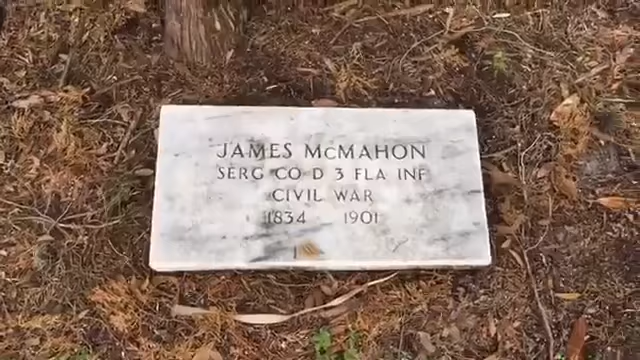 JAMES McMAHON
SERG CO D 3 FLA INF
CIVIL WAR
1834 1901